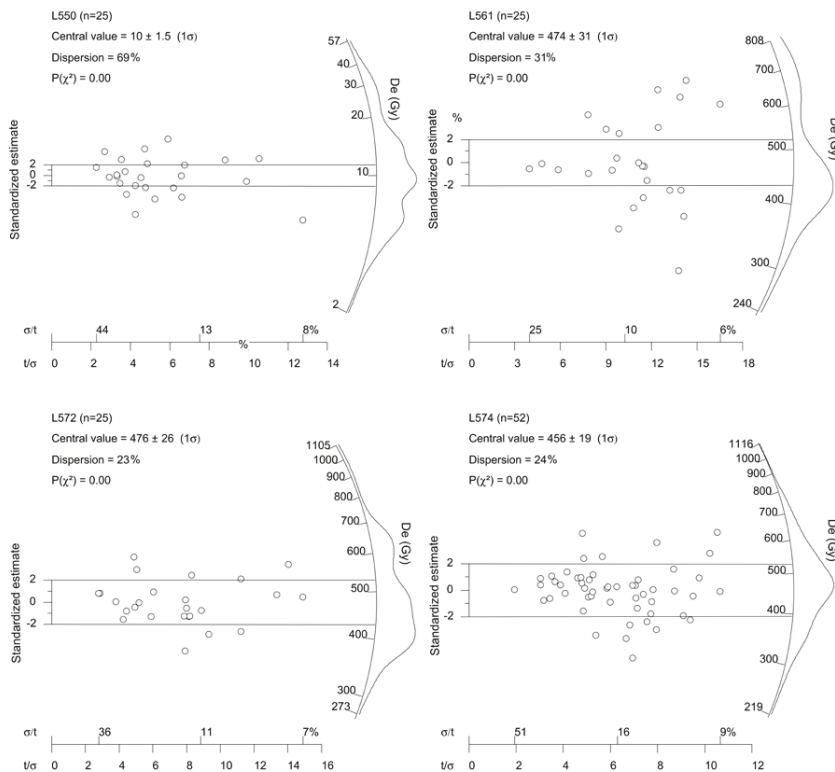 L550 (n=25)
Central value = 10 ± 1.5 (1σ)
Dispersion = 69%
P(χ²) = 0.00
57
40
30
20
10
2
De (Gy)
Standardized estimate
2
0
-2
σ/t 44 13 8%
%
t/σ 0 2 4 6 8 10 12 14
L561 (n=25)
Central value = 474 ± 31 (1σ)
Dispersion = 31%
P(χ²) = 0.00
808
700
600
500
400
300
240
De (Gy)
Standardized estimate
%
2
0
-2
σ/t 25 10 6%
t/σ 0 3 6 9 12 15 18
L572 (n=25)
Central value = 476 ± 26 (1σ)
Dispersion = 23%
P(χ²) = 0.00
1105
1000
900
800
700
600
500
400
300
273
De (Gy)
Standardized estimate
2
0
-2
σ/t 36 11 7%
t/σ 0 2 4 6 8 10 12 14 16
L574 (n=52)
Central value = 456 ± 19 (1σ)
Dispersion = 24%
P(χ²) = 0.00
1116
1000
900
800
700
600
500
400
300
219
De (Gy)
Standardized estimate
2
0
-2
σ/t 51 16 9%
t/σ 0 2 4 6 8 10 12